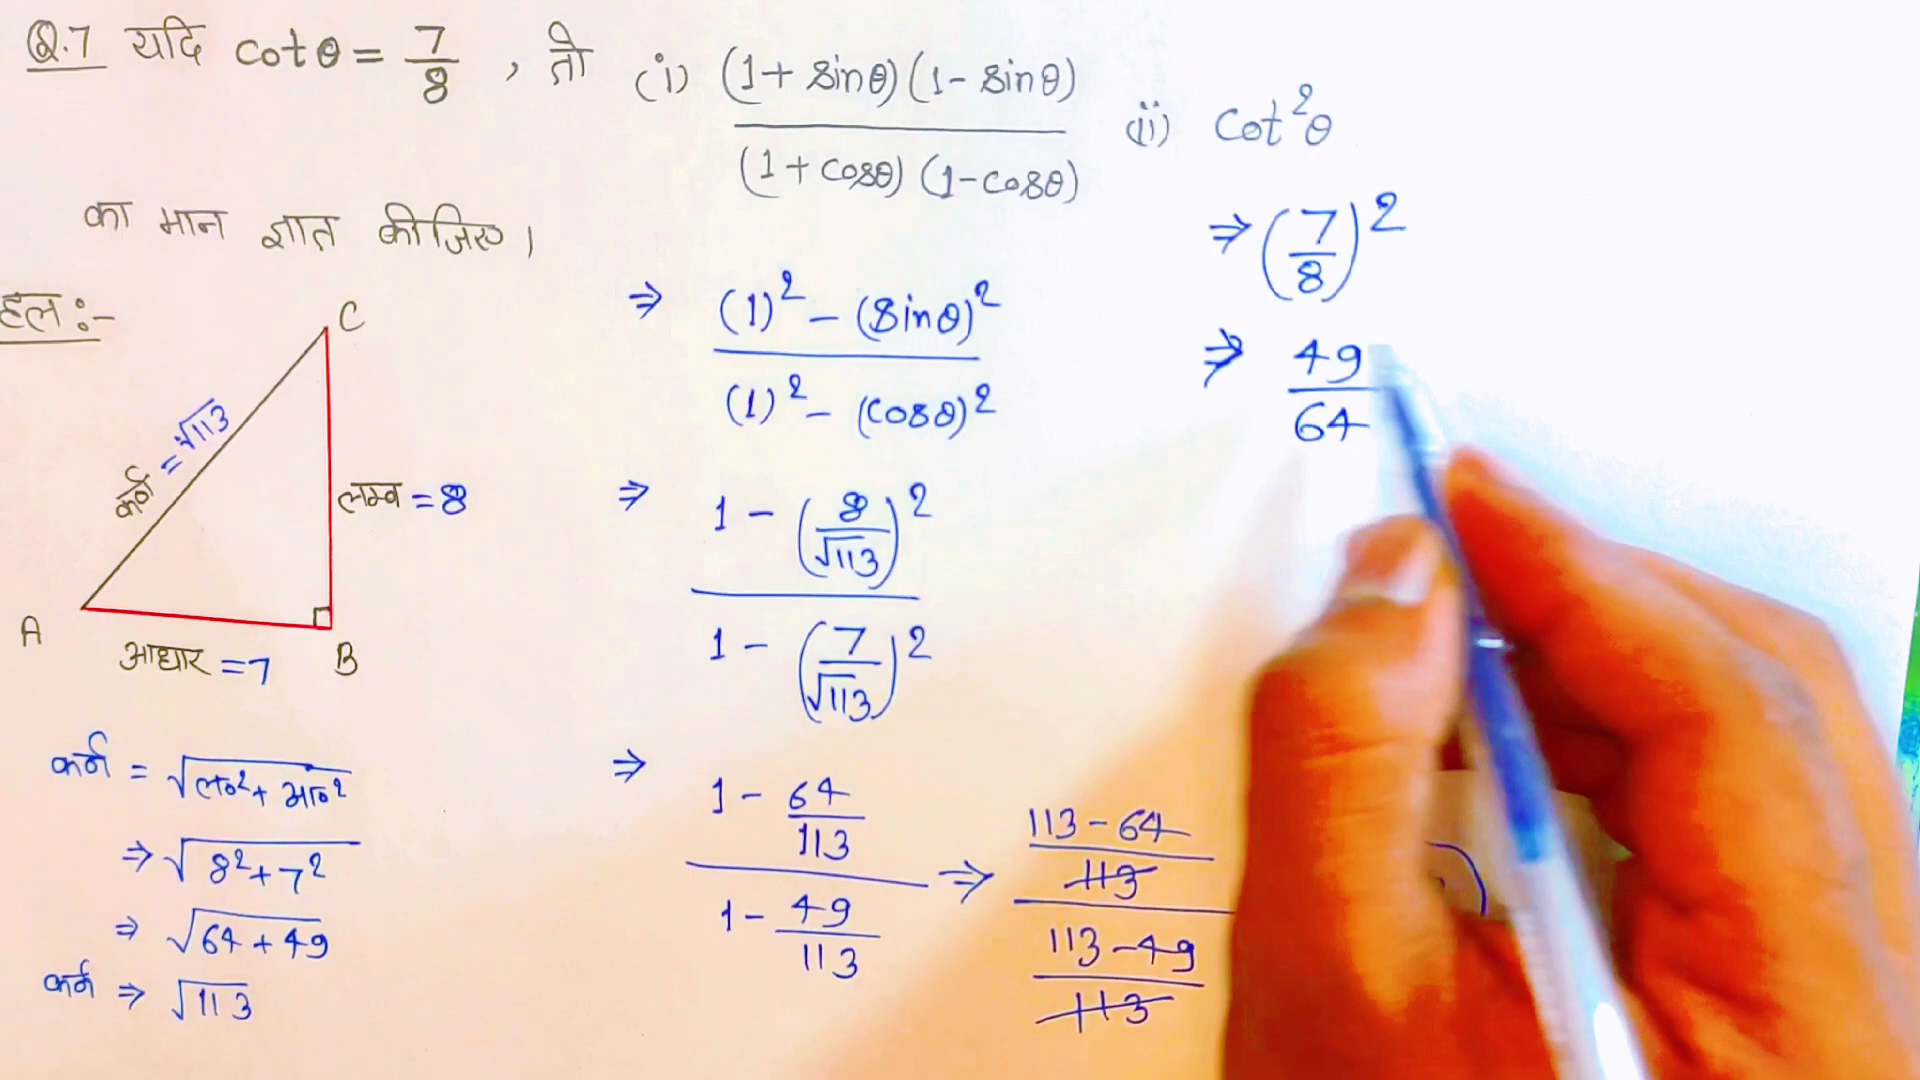 Q.7 यदि cotθ = 7/8 , तो (i) (1+sinθ)(1-sinθ)/(1+cosθ)(1-cosθ) (ii) cot²θ
का मान ज्ञात कीजिए।
हल :-
C
कर्ण = √113
लम्ब = 8
A
आधार = 7
B
कर्ण = √लं०²+आ०²
⇒ √8²+7²
⇒ √64+49
कर्ण ⇒ √113
⇒ (1)² - (sinθ)²
(1)² - (cosθ)²
⇒ 1 - (8/√113)²
1 - (7/√113)²
⇒ 1 - 64/113
1 - 49/113
⇒ 113-64/113
113-49/113
⇒ (7/8)²
⇒ 49/64